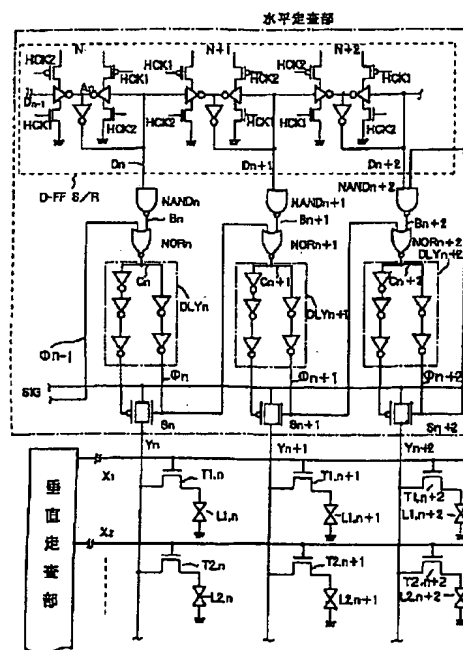 水平走査部
N N+1 N+2
HCK2 HCK1 HCK1 HCK2 HCK2 HCK1
Dn-1 An
HCK1 HCK2 HCK2 HCK1 HCK1 HCK2
Dn Dn+1 Dn+2
D-FF S/R
NANDn NANDn+1 NANDn+2
Bn Bn+1 Bn+2
NORn NORn+1 NORn+2
DLYn+2
Cn Cn+1 Cn+2
DLYn DLYn+1
Φn-1
Φn Φn+1 Φn+2
SIG
Sn Sn+1 Sn+2
Yn Yn+1 Yn+2
垂直走査部
X1
T1,n T1,n+1 T1,n+2
L1,n L1,n+1 L1,n+2
X2
T2,n T2,n+1 T2,n+2
L2,n L2,n+1 L2,n+2